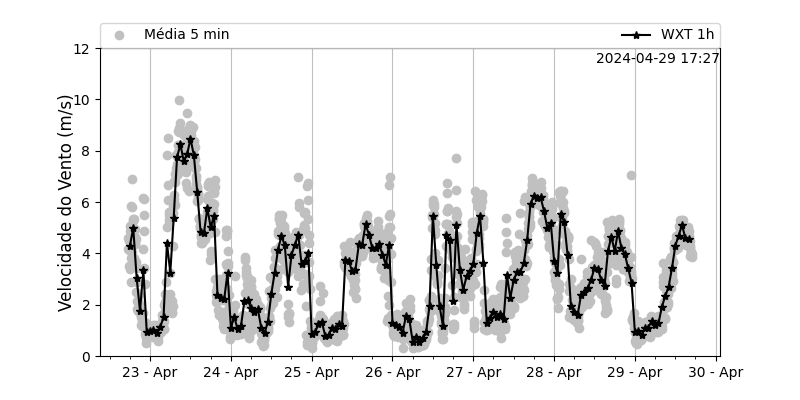 Média 5 min WXT 1h
2024-04-29 17:27
Velocidade do Vento (m/s)
12
10
8
6
4
2
0
23 - Apr 24 - Apr 25 - Apr 26 - Apr 27 - Apr 28 - Apr 29 - Apr 30 - Apr